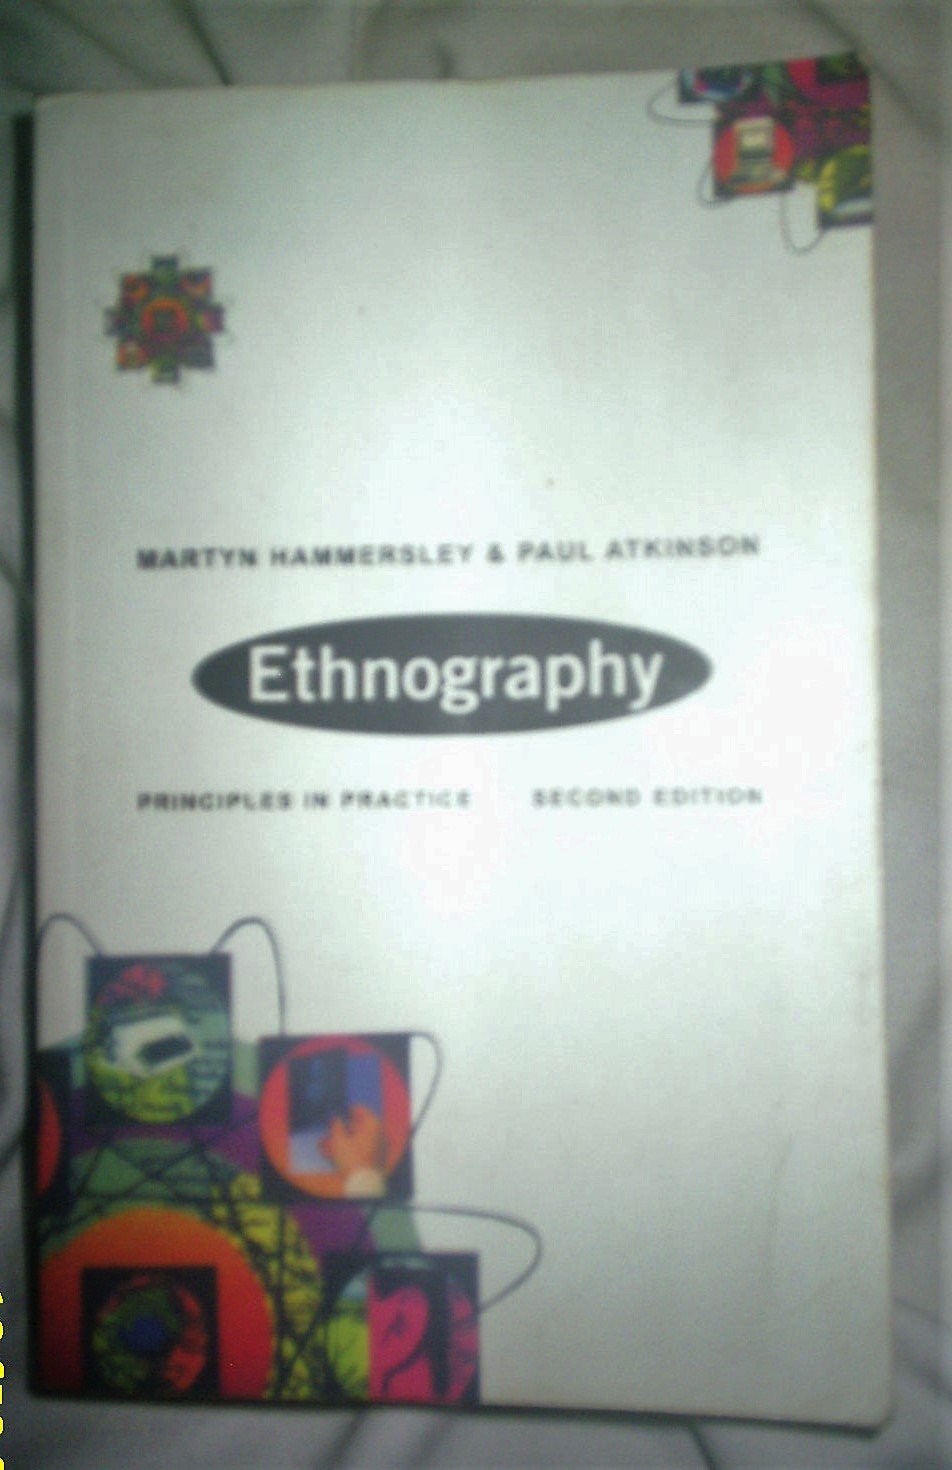 MARTYN HAMMERSLEY & PAUL ATKINSON
Ethnography
PRINCIPLES IN PRACTICE SECOND EDITION